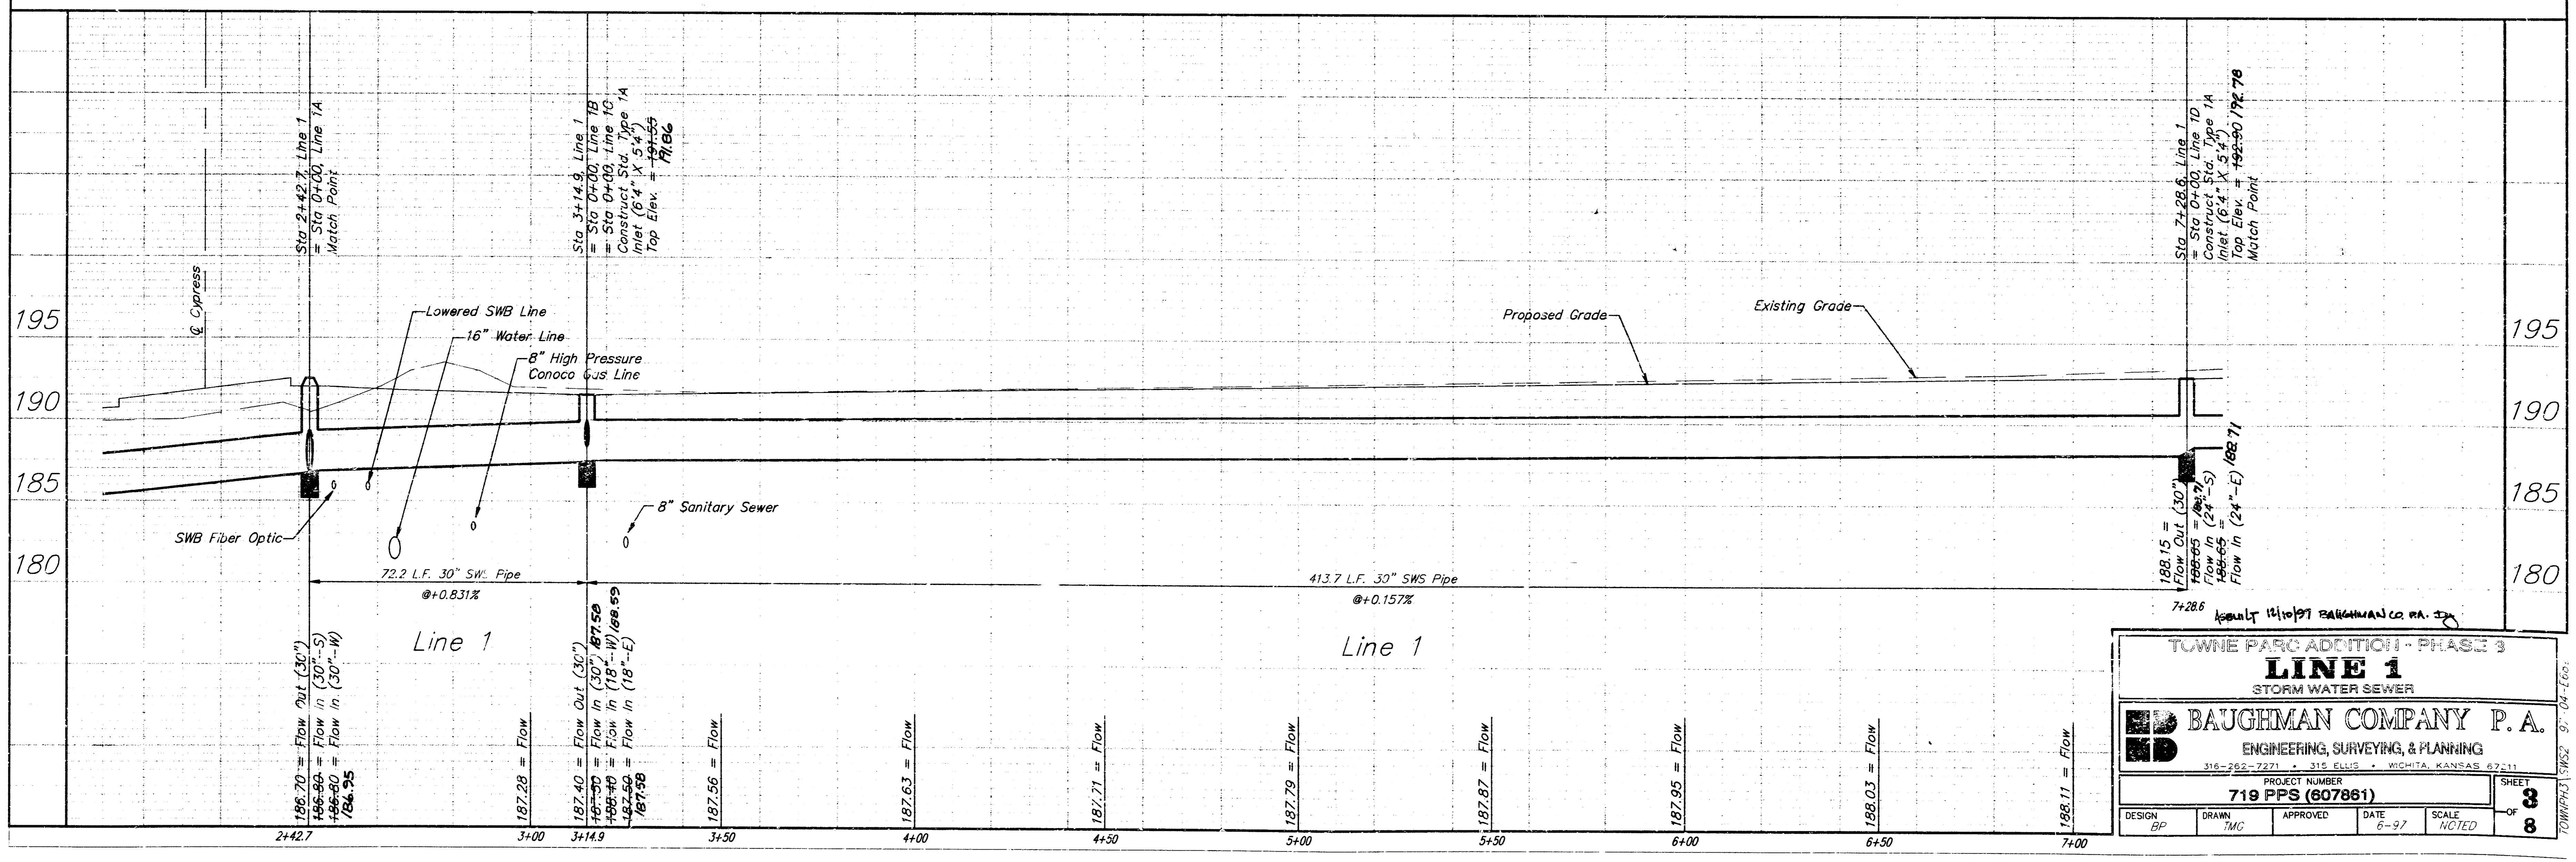 Sta 2+42.7, Line 1
= Sta 0+00, Line 1A
Match Point
Sta 3+14.9, Line 1
= Sta 0+00, Line 1B
= Sta 0+00, Line 1C
Construct Std. Type 1A
Inlet (6'4" X 5'4")
Top Elev. = 191.55
191.86
Sta 7+28.6, Line 1
= Sta 0+00, Line 1D
Construct Std. Type 1A
Inlet (6'4" X 5'4")
Top Elev. = 192.90 192.78
Match Point
℄ Cypress
Lowered SWB Line
16" Water Line
8" High Pressure
Conoco Gas Line
Proposed Grade
Existing Grade
195
195
190
190
185
185
180
180
SWB Fiber Optic
8" Sanitary Sewer
72.2 L.F. 30" SWS Pipe
@+0.831%
413.7 L.F. 30" SWS Pipe
@+0.157%
Line 1
Line 1
188.15 =
Flow Out (30")
188.65 = 188.71
Flow In (24"-S)
188.65 =
Flow In (24"-E) 188.71
7+28.6
186.70 = Flow Out (30")
186.80 = Flow In (30"-S)
186.80 = Flow In (30"-W)
186.95
187.28 = Flow
187.40 = Flow Out (30")
187.50 = Flow In (30") 187.58
188.40 = Flow In (18"-W) 188.59
187.50 = Flow In (18"-E)
187.58
187.56 = Flow
187.63 = Flow
187.71 = Flow
187.79 = Flow
187.87 = Flow
187.95 = Flow
188.03 = Flow
188.11 = Flow
2+42.7
3+00
3+14.9
3+50
4+00
4+50
5+00
5+50
6+00
6+50
7+00
Asbuilt 12/10/97 BAUGHMAN CO. P.A.
TOWNE PARC ADDITION - PHASE 3
LINE 1
STORM WATER SEWER
BAUGHMAN COMPANY P. A.
ENGINEERING, SURVEYING, & PLANNING
316-262-7271 • 315 ELLIS • WICHITA, KANSAS 67211
PROJECT NUMBER
719 PPS (607861)
SHEET
3
OF
8
DESIGN
BP
DRAWN
TMC
APPROVED
DATE
6-97
SCALE
NOTED